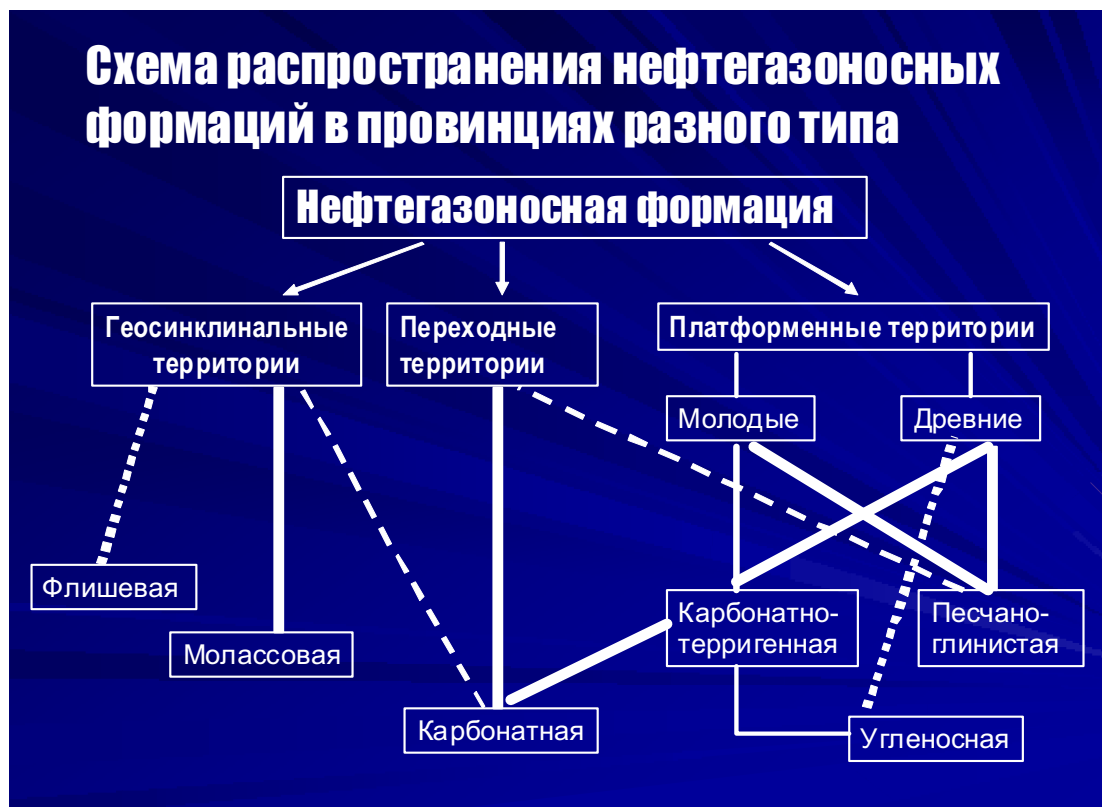 Схема распространения нефтегазоносных
формаций в провинциях разного типа
Нефтегазоносная формация
Геосинклинальные
территории
Переходные
территории
Платформенные территории
Молодые
Древние
Флишевая
Молассовая
Карбонатно-
терригенная
Песчано-
глинистая
Карбонатная
Угленосная